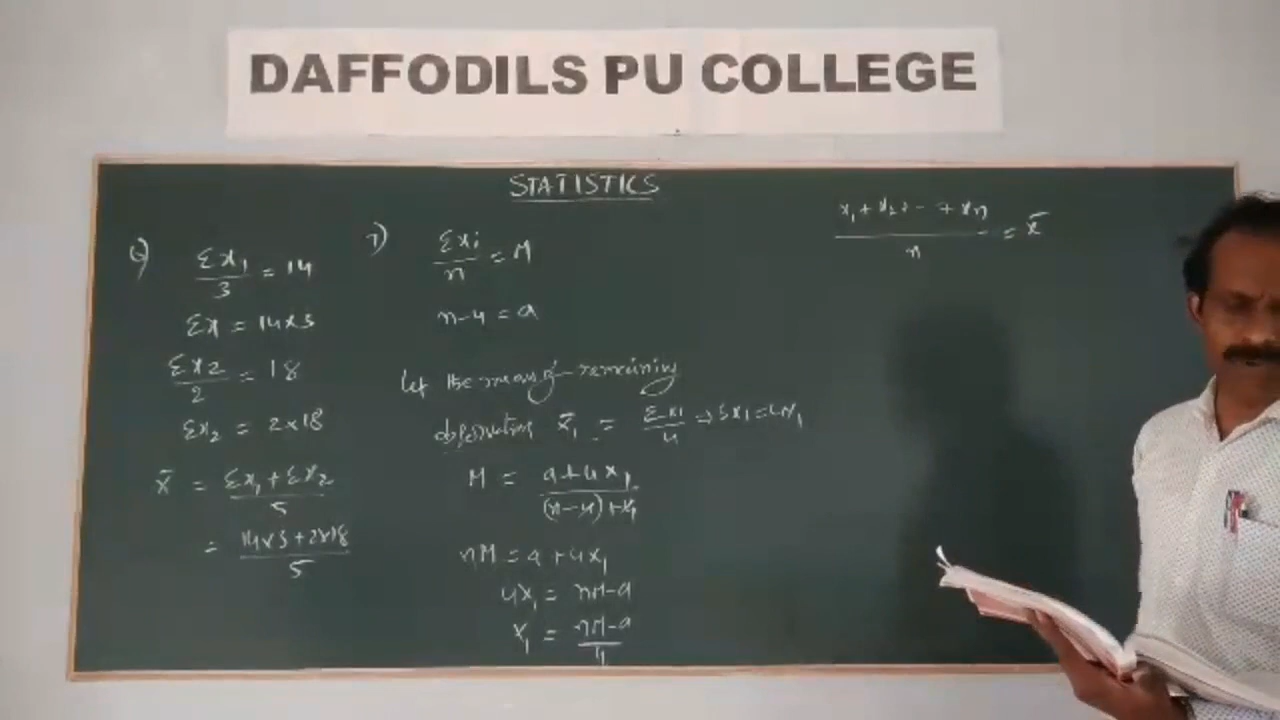 DAFFODILS PU COLLEGE
STATISTICS
6)
Σx₁/3 = 14
Σx = 14×3
Σx2/2 = 18
Σx₂ = 2×18
x̄ = Σx₁+Σx₂/5
= 14×3+2×18/5
7)
Σxi/n = M
n-4 = a
let the mean of remaining
observations x̄₁ = Σx₁/4 ⇒ Σx₁=4x₁
M = a+4x₁/(n-4)+4
nM = a+4x₁
4x₁ = nM-a
x₁ = nM-a/4
x₁+x₂+--+xn/n = x̄